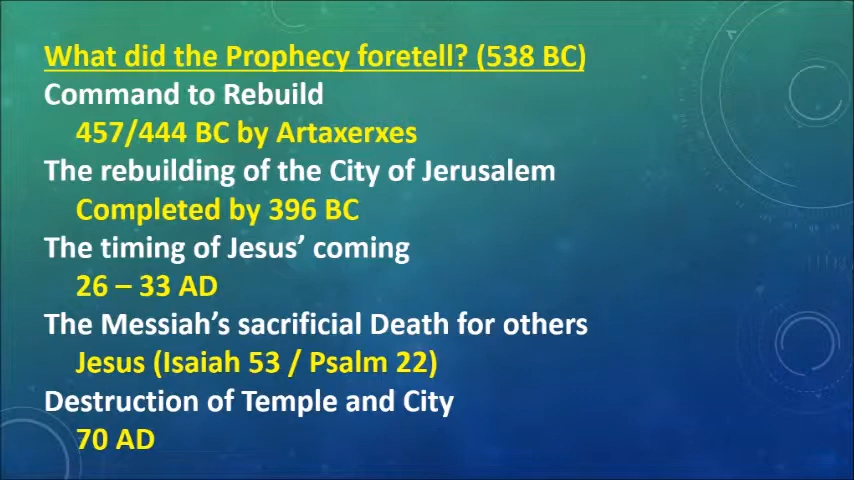 What did the Prophecy foretell? (538 BC)
Command to Rebuild
457/444 BC by Artaxerxes
The rebuilding of the City of Jerusalem
Completed by 396 BC
The timing of Jesus’ coming
26 – 33 AD
The Messiah’s sacrificial Death for others
Jesus (Isaiah 53 / Psalm 22)
Destruction of Temple and City
70 AD